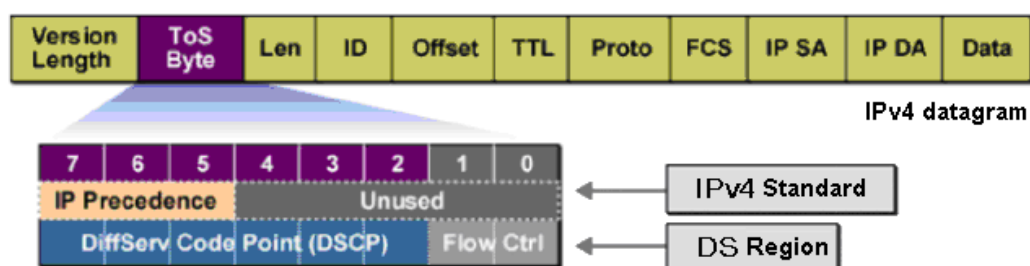 Version Length ToS Byte Len ID Offset TTL Proto FCS IP SA IP DA Data
IPv4 datagram
7 6 5 4 3 2 1 0
IP Precedence Unused
IPv4 Standard
DiffServ Code Point (DSCP) Flow Ctrl
DS Region